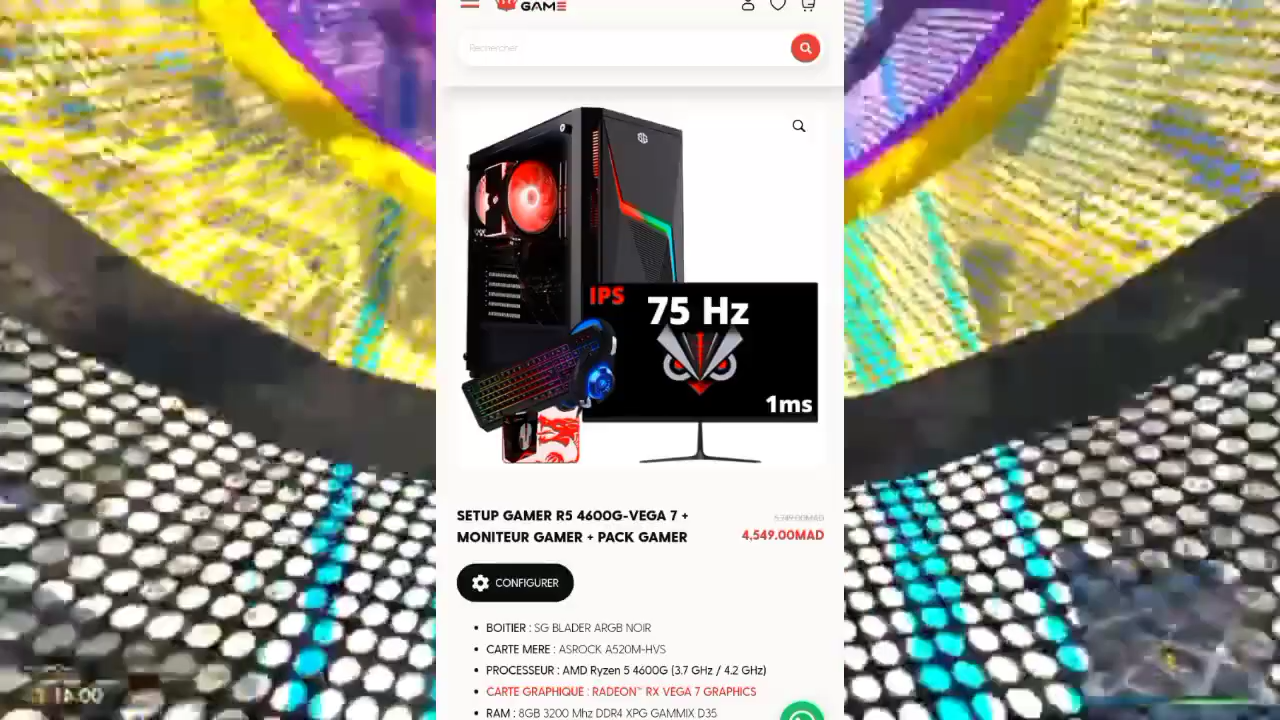 GAME
Rechercher
IPS
75 Hz
1ms
SETUP GAMER R5 4600G-VEGA 7 +
MONITEUR GAMER + PACK GAMER
4,549.00MAD
CONFIGURER
• BOITIER : SG BLADER ARGB NOIR
• CARTE MERE : ASROCK A520M-HVS
• PROCESSEUR : AMD Ryzen 5 4600G (3.7 GHz / 4.2 GHz)
• CARTE GRAPHIQUE : RADEON™ RX VEGA 7 GRAPHICS
• RAM : 8GB 3200 Mhz DDR4 XPG GAMMIX D35